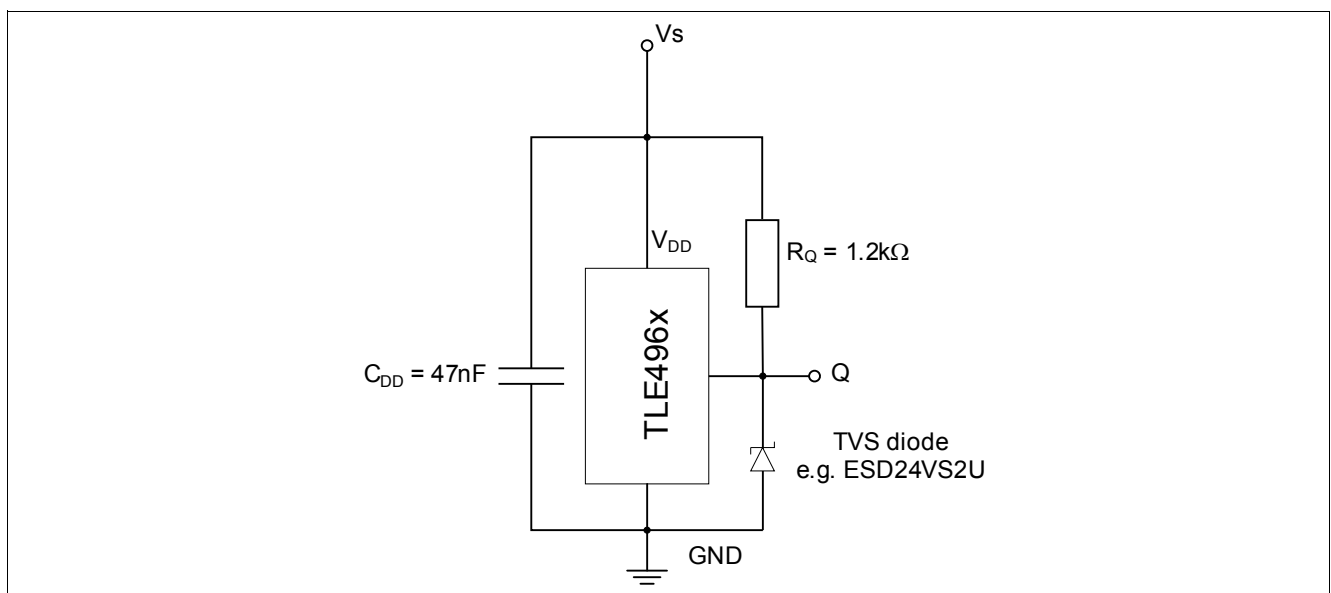 Vs
VDD
RQ = 1.2kΩ
TLE496x
CDD = 47nF
Q
TVS diode
e.g. ESD24VS2U
GND